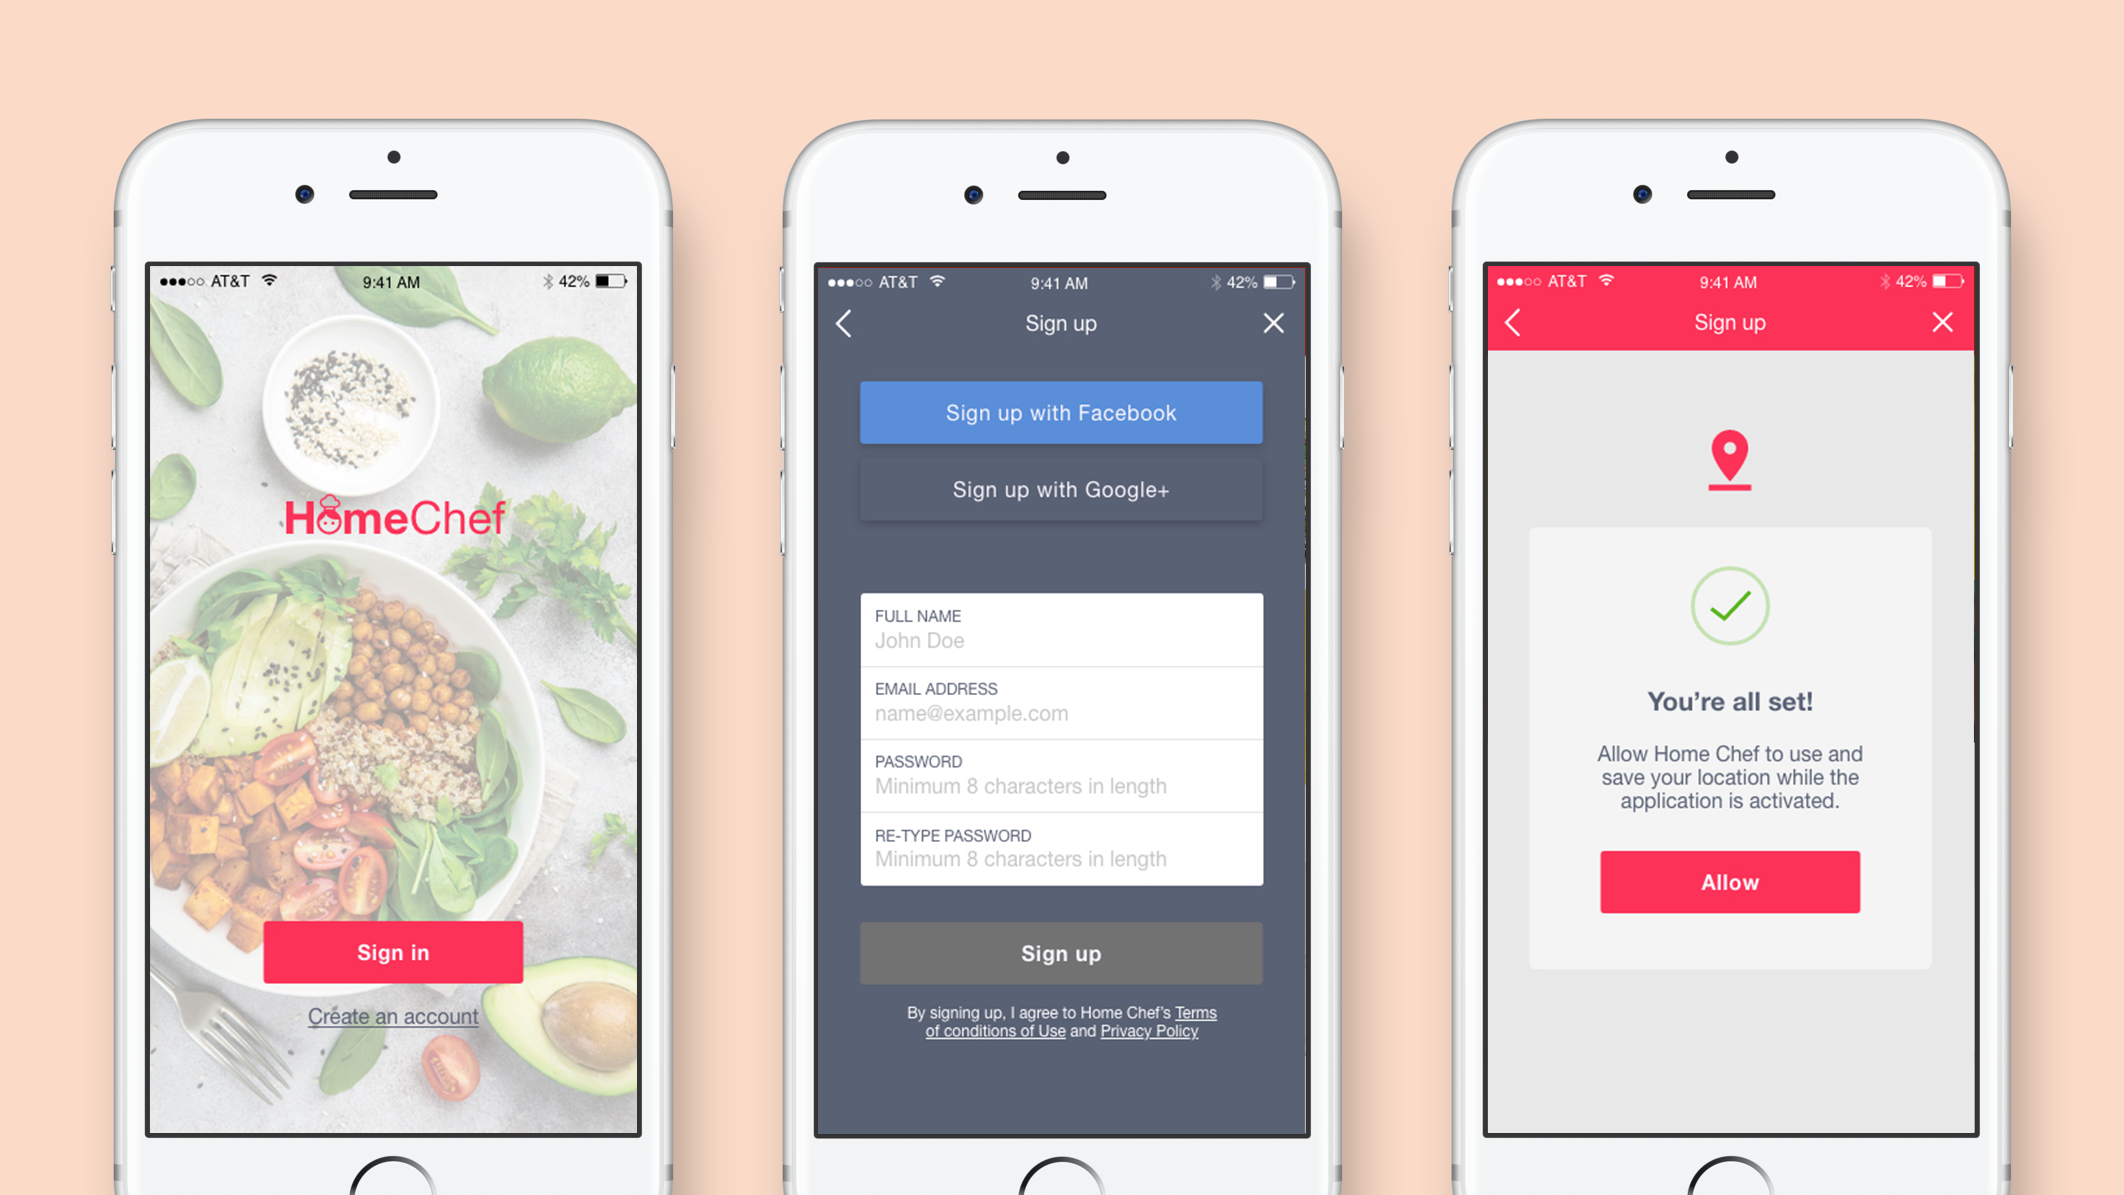 AT&T 9:41 AM 42%
HomeChef
Sign in
Create an account
AT&T 9:41 AM 42%
Sign up
Sign up with Facebook
Sign up with Google+
FULL NAME
John Doe
EMAIL ADDRESS
name@example.com
PASSWORD
Minimum 8 characters in length
RE-TYPE PASSWORD
Minimum 8 characters in length
Sign up
By signing up, I agree to Home Chef’s Terms
of conditions of Use and Privacy Policy
AT&T 9:41 AM 42%
Sign up
You’re all set!
Allow Home Chef to use and
save your location while the
application is activated.
Allow